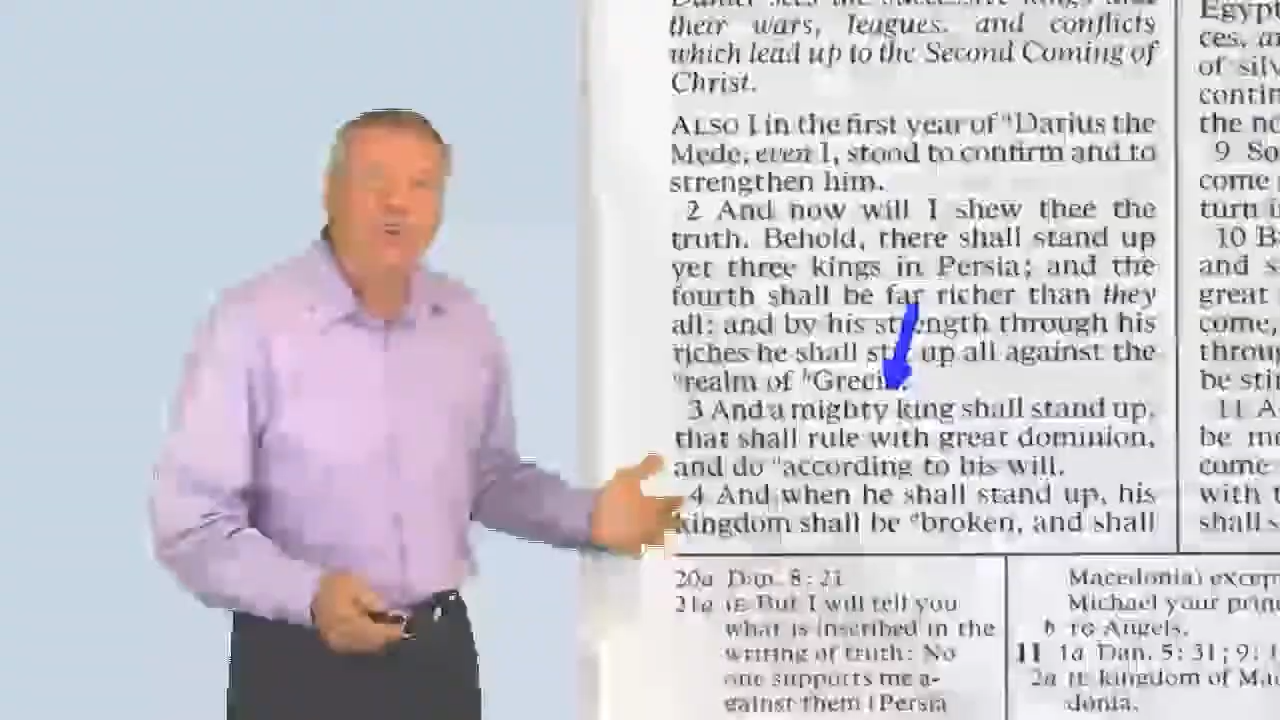 their wars, leagues, and conflicts
which lead up to the Second Coming of
Christ.
ALSO I in the first year of "Darius the
Mede, even I, stood to confirm and to
strengthen him.
2 And now will I shew thee the
truth. Behold, there shall stand up
yet three kings in Persia; and the
fourth shall be far richer than they
all: and by his strength through his
riches he shall stir up all against the
realm of Greci
3 And a mighty king shall stand up,
that shall rule with great dominion,
and do according to his will.
4 And when he shall stand up, his
kingdom shall be broken, and shall
Egypt
ces, a
of silv
contin
the no
9 So
come
turn i
10 B
and s
great
come,
throu
be sti
11 A
be m
come
with t
shall s
20a Dan. 8:21
21a IE But I will tell you
what is inscribed in the
writing of truth: No
one supports me a-
gainst them (Persia
Macedonia) excep
Michael your prin
b TG Angels.
11 1a Dan. 5:31; 9:1
2a IE kingdom of Mac
donia.